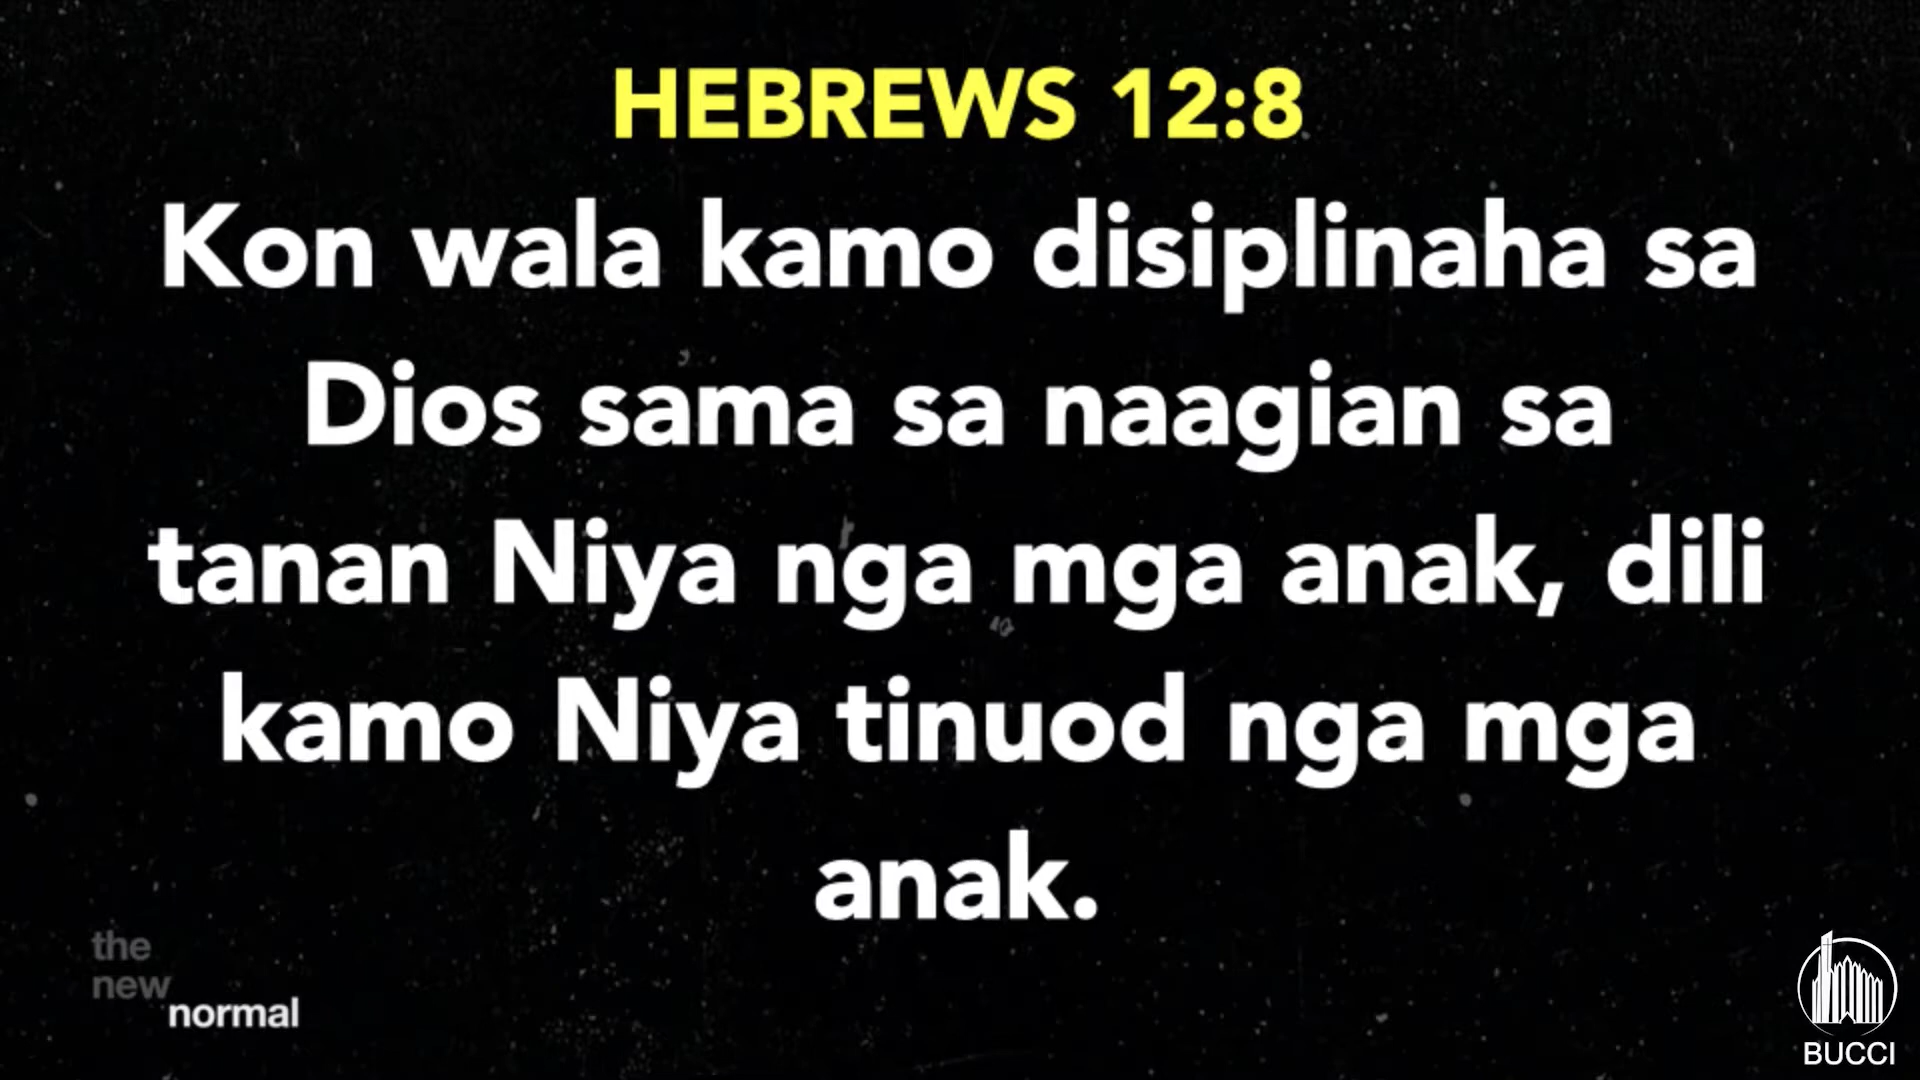 HEBREWS 12:8
Kon wala kamo disiplinaha sa
Dios sama sa naagian sa
tanan Niya nga mga anak, dili
kamo Niya tinuod nga mga
anak.
the
new
normal
BUCCI